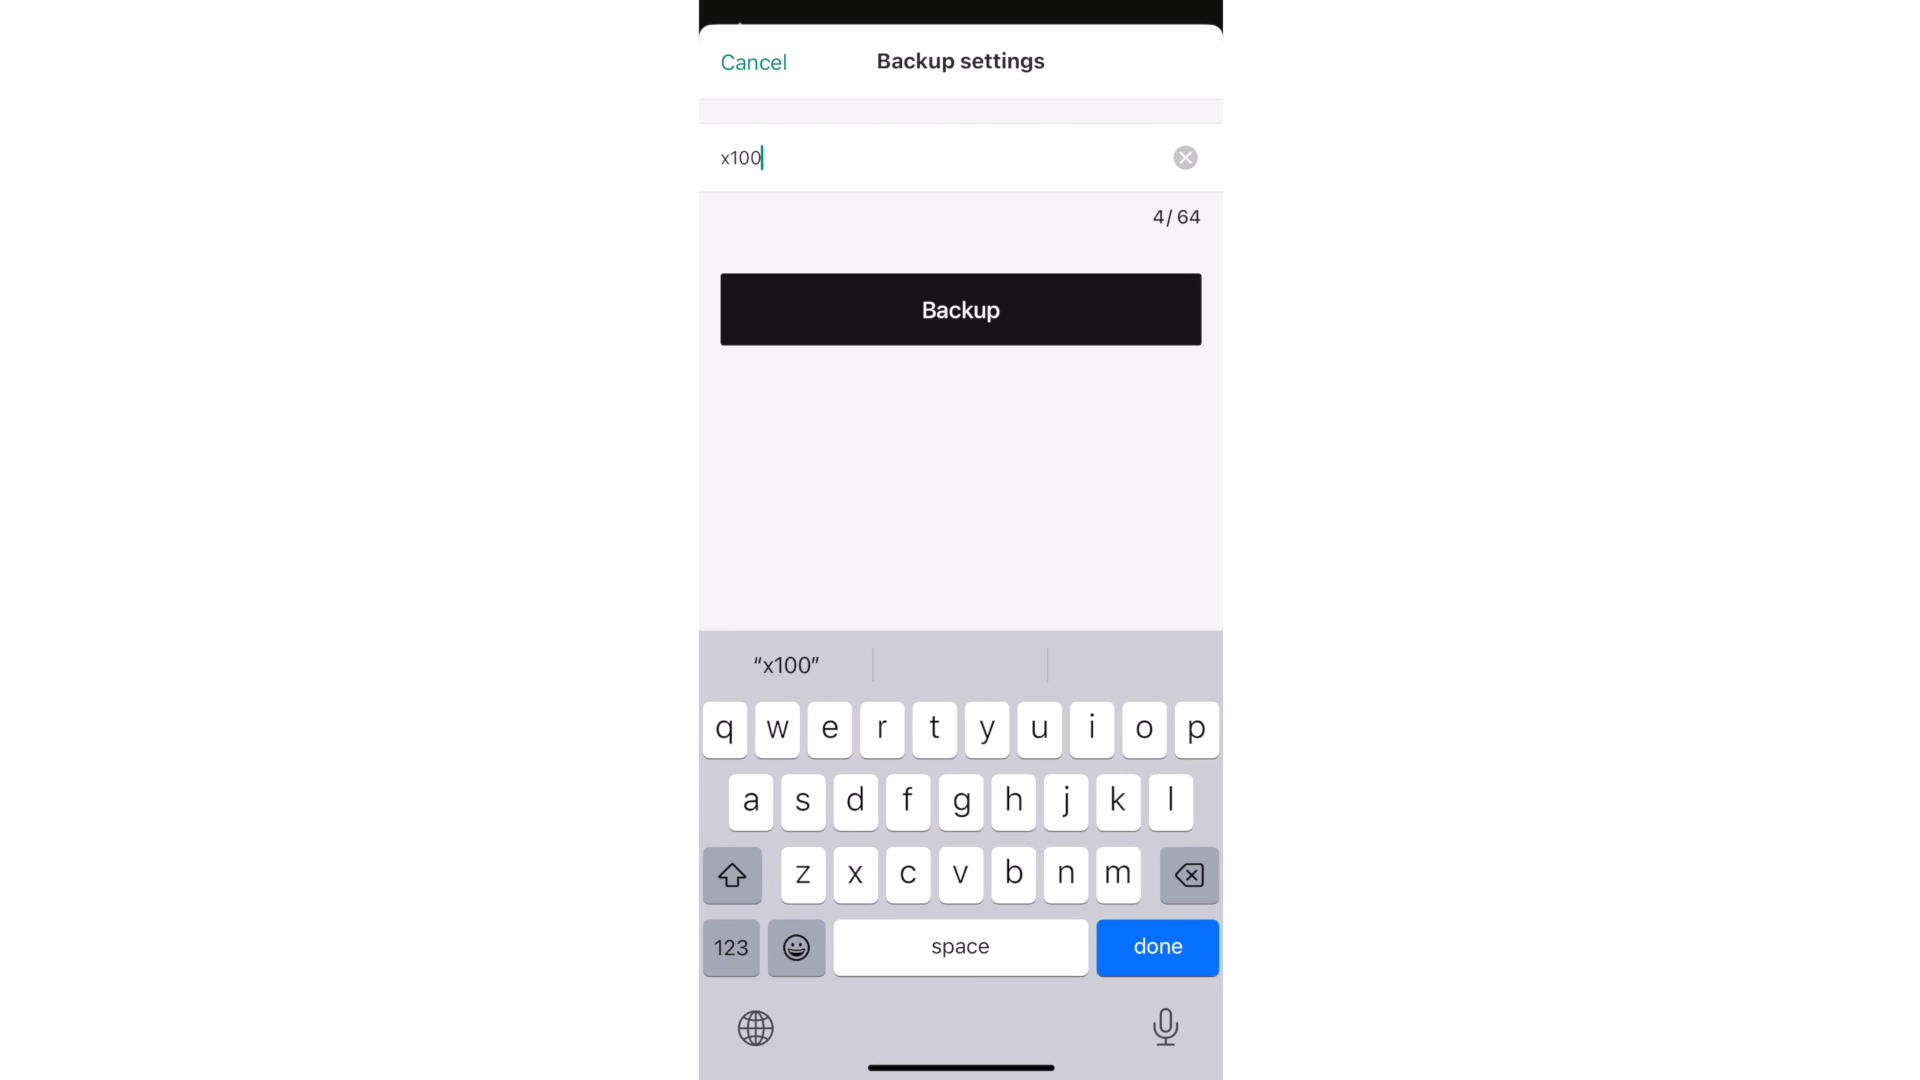 Cancel
Backup settings
x100
4/ 64
Backup
“x100”
q w e r t y u i o p
a s d f g h j k l
z x c v b n m
123 space done